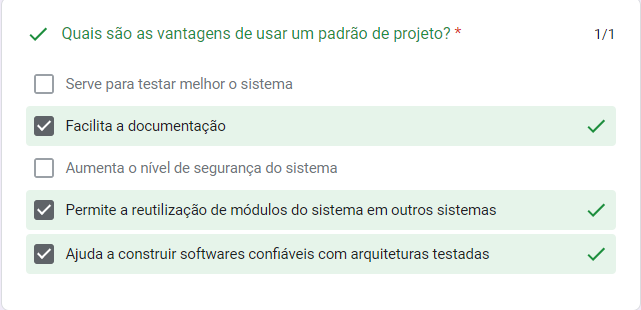 Quais são as vantagens de usar um padrão de projeto? *
1/1
Serve para testar melhor o sistema
Facilita a documentação
Aumenta o nível de segurança do sistema
Permite a reutilização de módulos do sistema em outros sistemas
Ajuda a construir softwares confiáveis com arquiteturas testadas